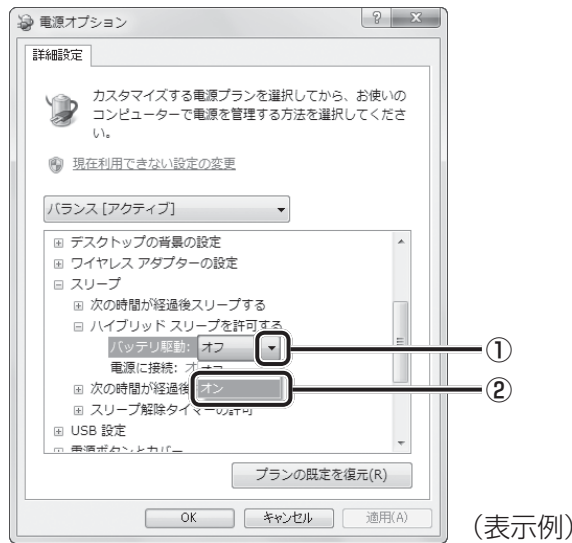 電源オプション
詳細設定
カスタマイズする電源プランを選択してから、お使いの
コンピューターで電源を管理する方法を選択してくださ
い。
現在利用できない設定の変更
バランス [アクティブ]
デスクトップの背景の設定
ワイヤレス アダプターの設定
スリープ
次の時間が経過後スリープする
ハイブリッド スリープを許可する
バッテリ駆動: オフ
①
電源に接続:
次の時間が経過後
オン
②
スリープ解除タイマーの許可
USB 設定
電源ボタンとカバー
プランの既定を復元(R)
OK キャンセル 適用(A)
(表示例)